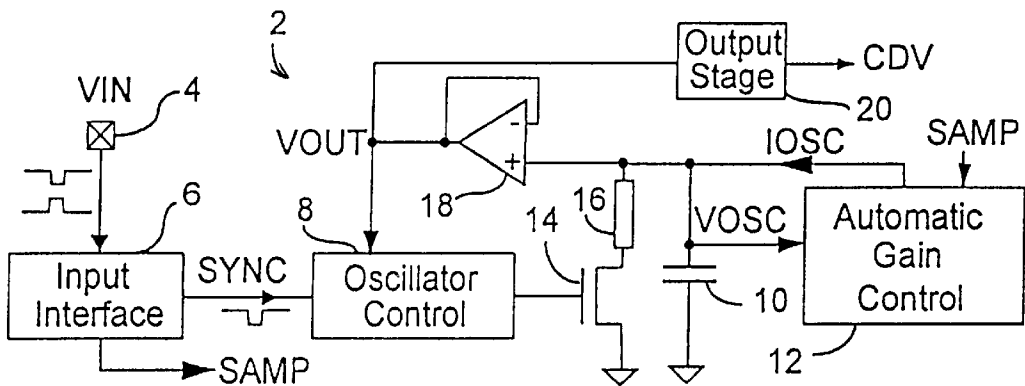 2
Output
Stage
CDV
20
VIN
4
VOUT
-
+
18
IOSC
SAMP
6
8
14
16
VOSC
Automatic
Gain
Control
Input
Interface
SYNC
Oscillator
Control
10
12
SAMP